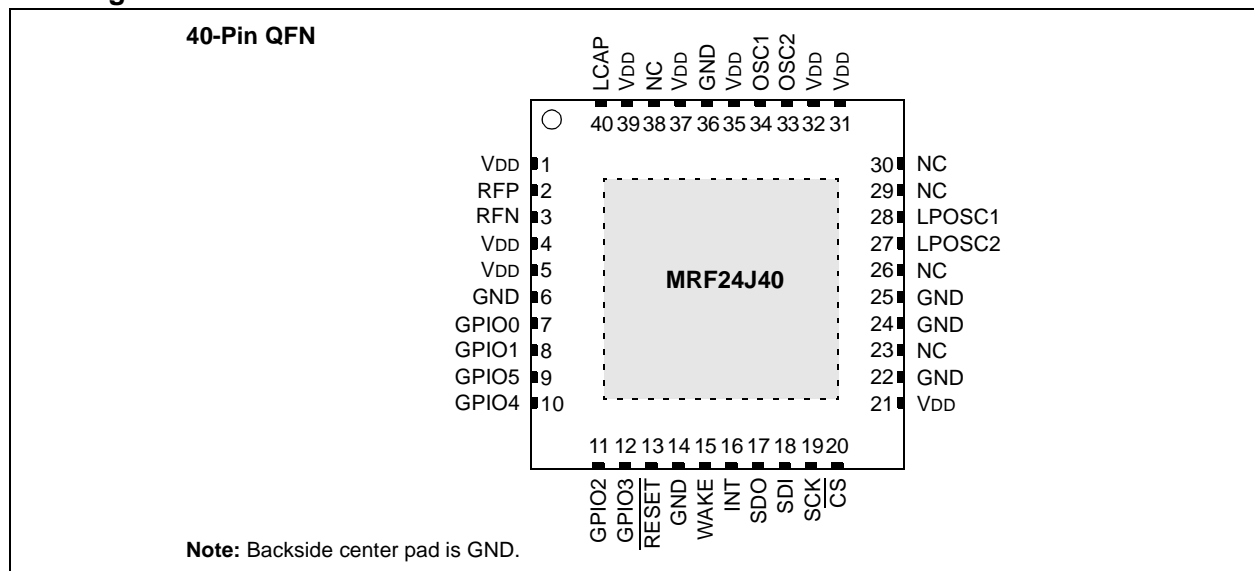 40-Pin QFN
LCAP
VDD
NC
VDD
GND
VDD
OSC1
OSC2
VDD
VDD
40 39 38 37 36 35 34 33 32 31
VDD 1
RFP 2
RFN 3
VDD 4
VDD 5
GND 6
GPIO0 7
GPIO1 8
GPIO5 9
GPIO4 10
MRF24J40
30 NC
29 NC
28 LPOSC1
27 LPOSC2
26 NC
25 GND
24 GND
23 NC
22 GND
21 VDD
11 12 13 14 15 16 17 18 19 20
GPIO2
GPIO3
RESET
GND
WAKE
INT
SDO
SDI
SCK
CS
Note: Backside center pad is GND.